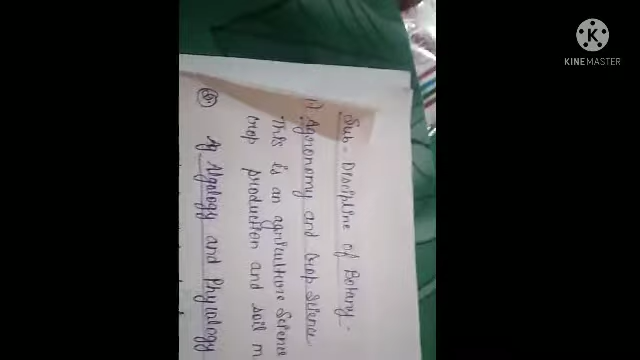 Sub-Discipline of Botany-
1) Agronomy and Crop Science
This is an agriculture Science
Crop production and soil m
Ag Algology and Phycology
K
KINEMASTER